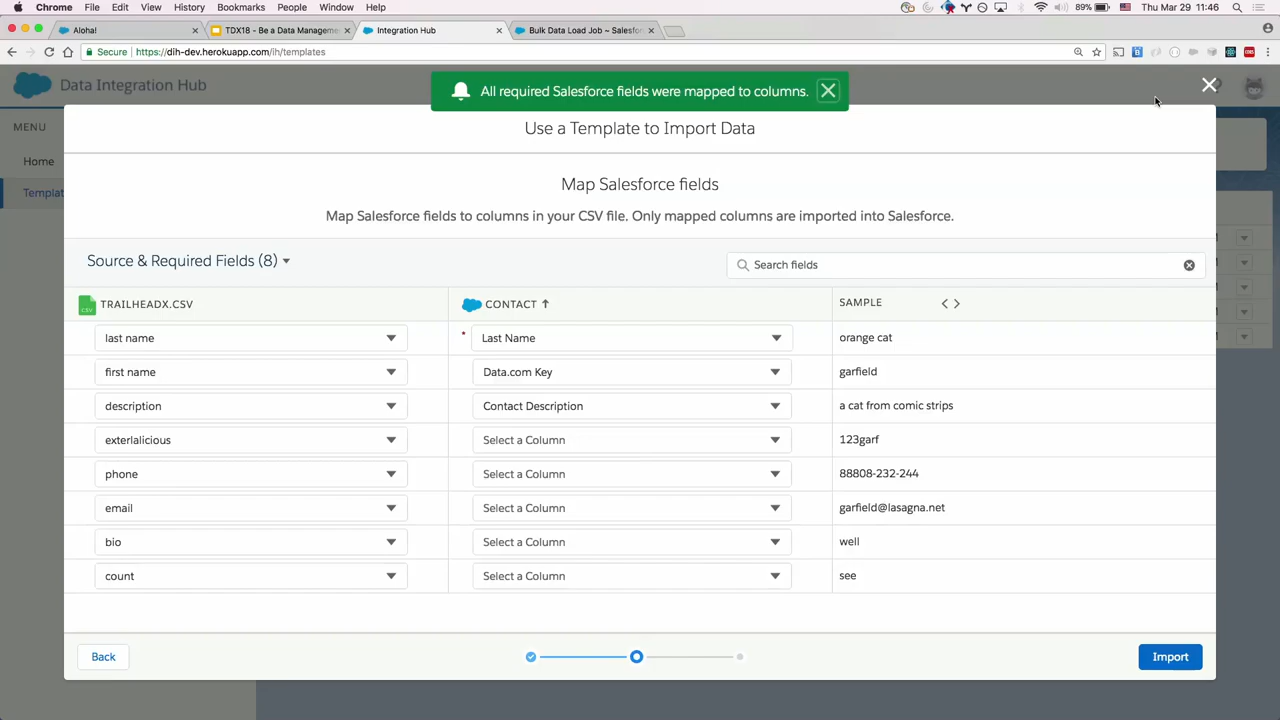 Chrome File Edit View History Bookmarks People Window Help 89% Thu Mar 29 11:46
Aloha! TDX18 - Be a Data Management Integration Hub Bulk Data Load Job ~ Salesfor
Secure https://dih-dev.herokuapp.com/ih/templates
Data Integration Hub
All required Salesforce fields were mapped to columns.
MENU
Home
Templat
Use a Template to Import Data
Map Salesforce fields
Map Salesforce fields to columns in your CSV file. Only mapped columns are imported into Salesforce.
Source & Required Fields (8) Search fields
CSV TRAILHEADX.CSV CONTACT SAMPLE < >
last name * Last Name orange cat
first name Data.com Key garfield
description Contact Description a cat from comic strips
exterlalicious Select a Column 123garf
phone Select a Column 88808-232-244
email Select a Column garfield@lasagna.net
bio Select a Column well
count Select a Column see
Back Import